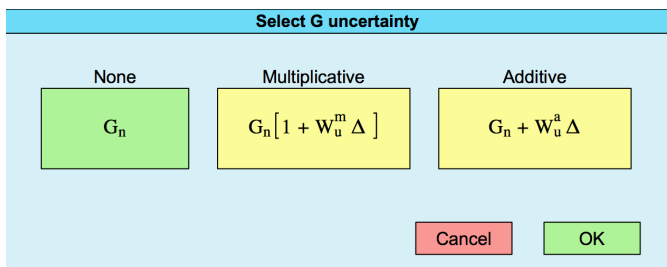 Select G uncertainty
None Multiplicative Additive
Gₙ Gₙ[1 + Wᵤᵐ Δ ] Gₙ + Wᵤᵃ Δ
Cancel OK